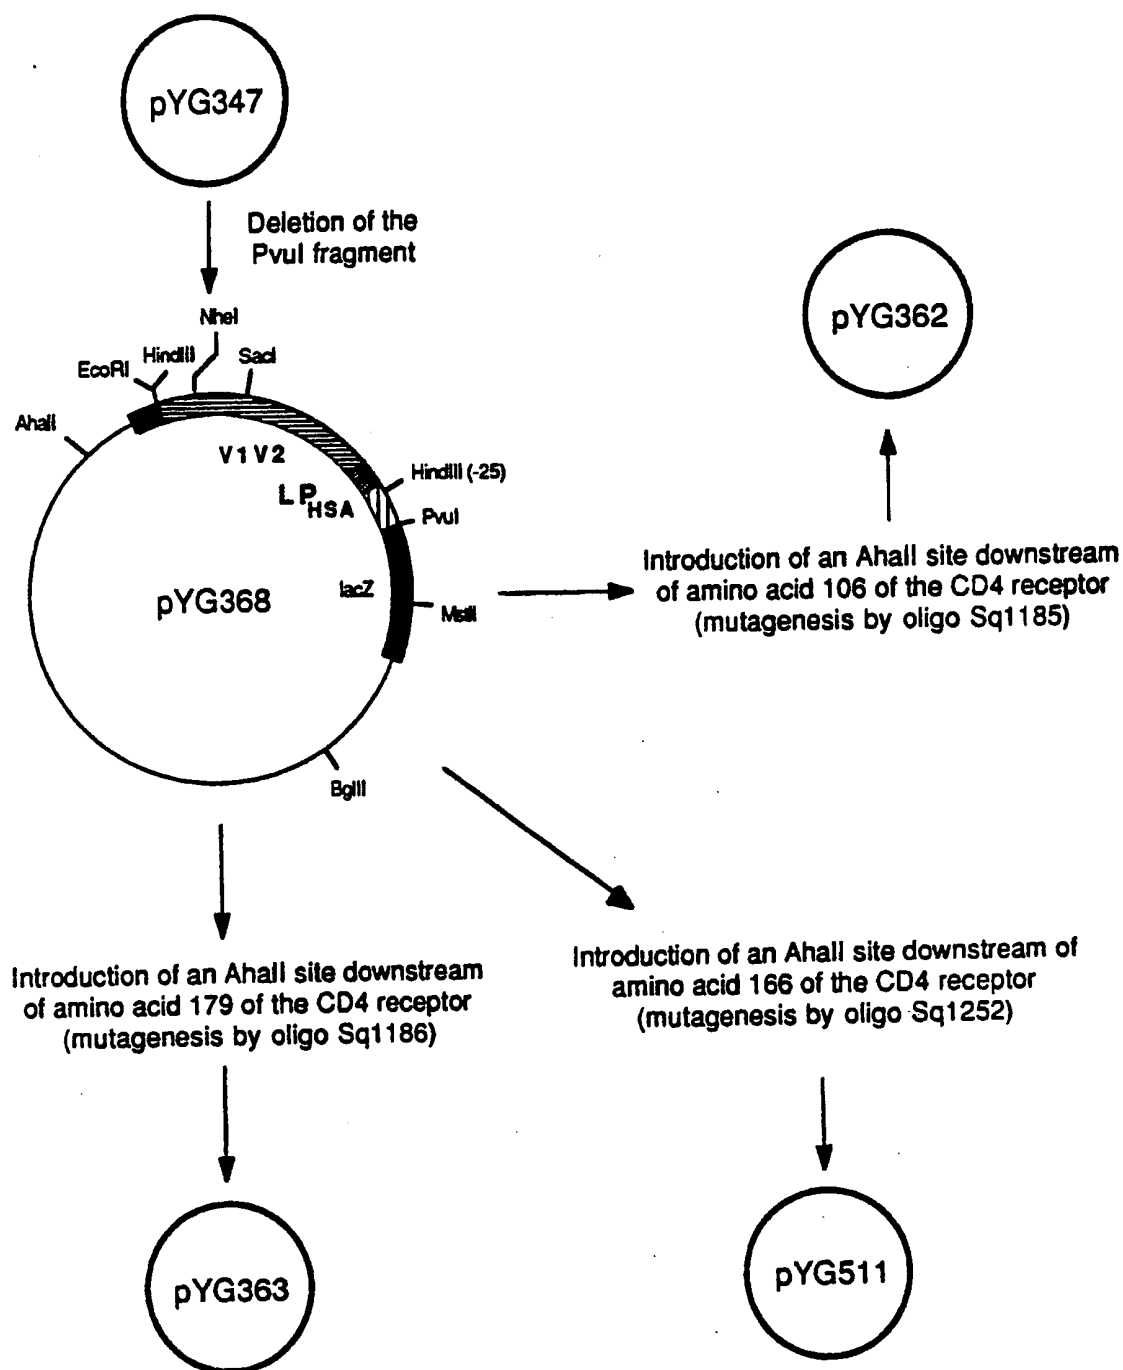 pYG347
Deletion of the
PvuI fragment
NheI
EcoRI
HindIII
SacI
AhaII
V1 V2
HindIII (-25)
LP HSA
PvuI
pYG362
pYG368
lacZ
MstII
Introduction of an AhaII site downstream
of amino acid 106 of the CD4 receptor
(mutagenesis by oligo Sq1185)
BglII
Introduction of an AhaII site downstream
of amino acid 179 of the CD4 receptor
(mutagenesis by oligo Sq1186)
Introduction of an AhaII site downstream of
amino acid 166 of the CD4 receptor
(mutagenesis by oligo Sq1252)
pYG363
pYG511